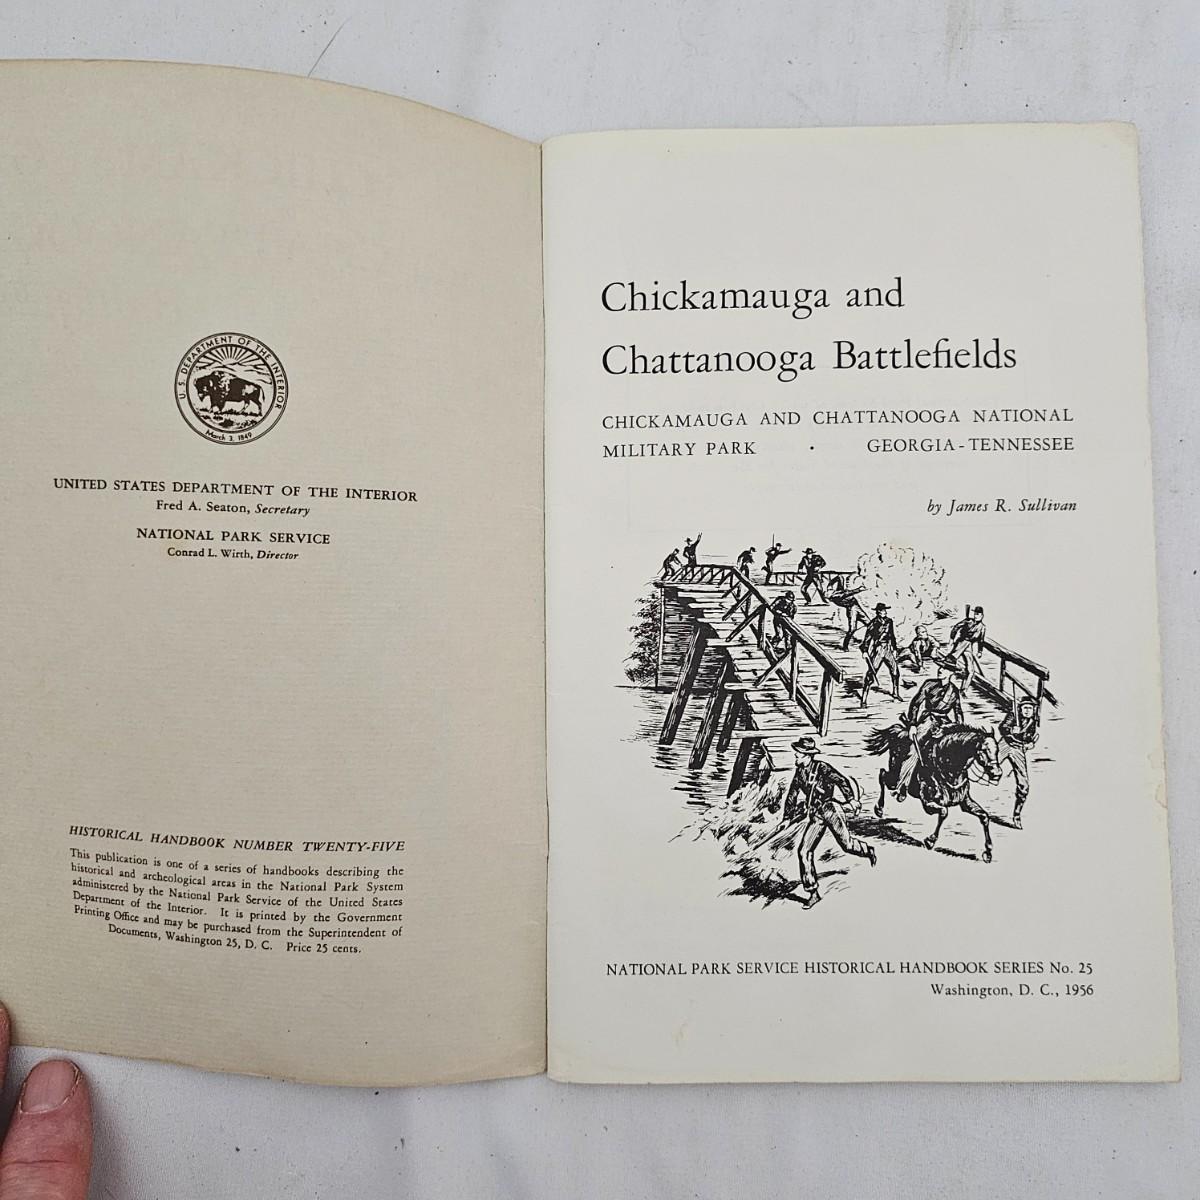 U. S. DEPARTMENT OF THE INTERIOR
March 3, 1849
UNITED STATES DEPARTMENT OF THE INTERIOR
Fred A. Seaton, Secretary
NATIONAL PARK SERVICE
Conrad L. Wirth, Director
HISTORICAL HANDBOOK NUMBER TWENTY-FIVE
This publication is one of a series of handbooks describing the
historical and archeological areas in the National Park System
administered by the National Park Service of the United States
Department of the Interior. It is printed by the Government
Printing Office and may be purchased from the Superintendent of
Documents, Washington 25, D. C. Price 25 cents.
Chickamauga and
Chattanooga Battlefields
CHICKAMAUGA AND CHATTANOOGA NATIONAL
MILITARY PARK · GEORGIA-TENNESSEE
by James R. Sullivan
NATIONAL PARK SERVICE HISTORICAL HANDBOOK SERIES No. 25
Washington, D. C., 1956